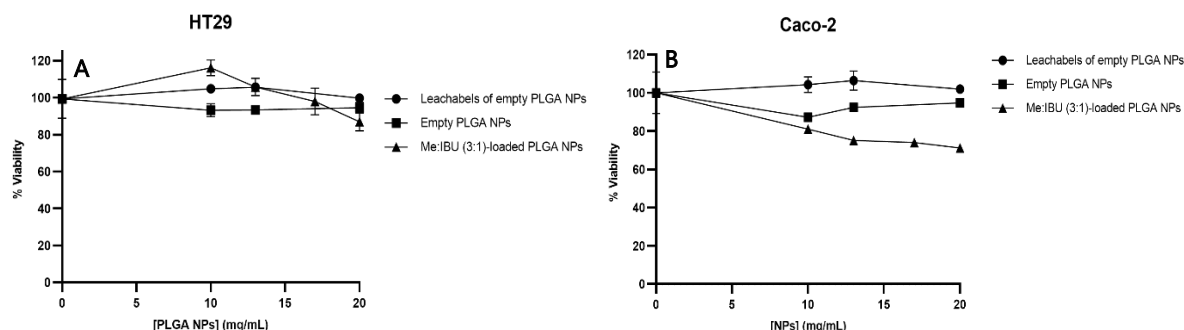 HT29
A
120
100
80
60
40
20
0
% Viability
0 5 10 15 20
[PLGA NPs] (mg/mL)
Leachabels of empty PLGA NPs
Empty PLGA NPs
Me:IBU (3:1)-loaded PLGA NPs
Caco-2
B
120
100
80
60
40
20
0
% Viability
0 5 10 15 20
[NPs] (mg/mL)
Leachabels of empty PLGA NPs
Empty PLGA NPs
Me:IBU (3:1)-loaded PLGA NPs